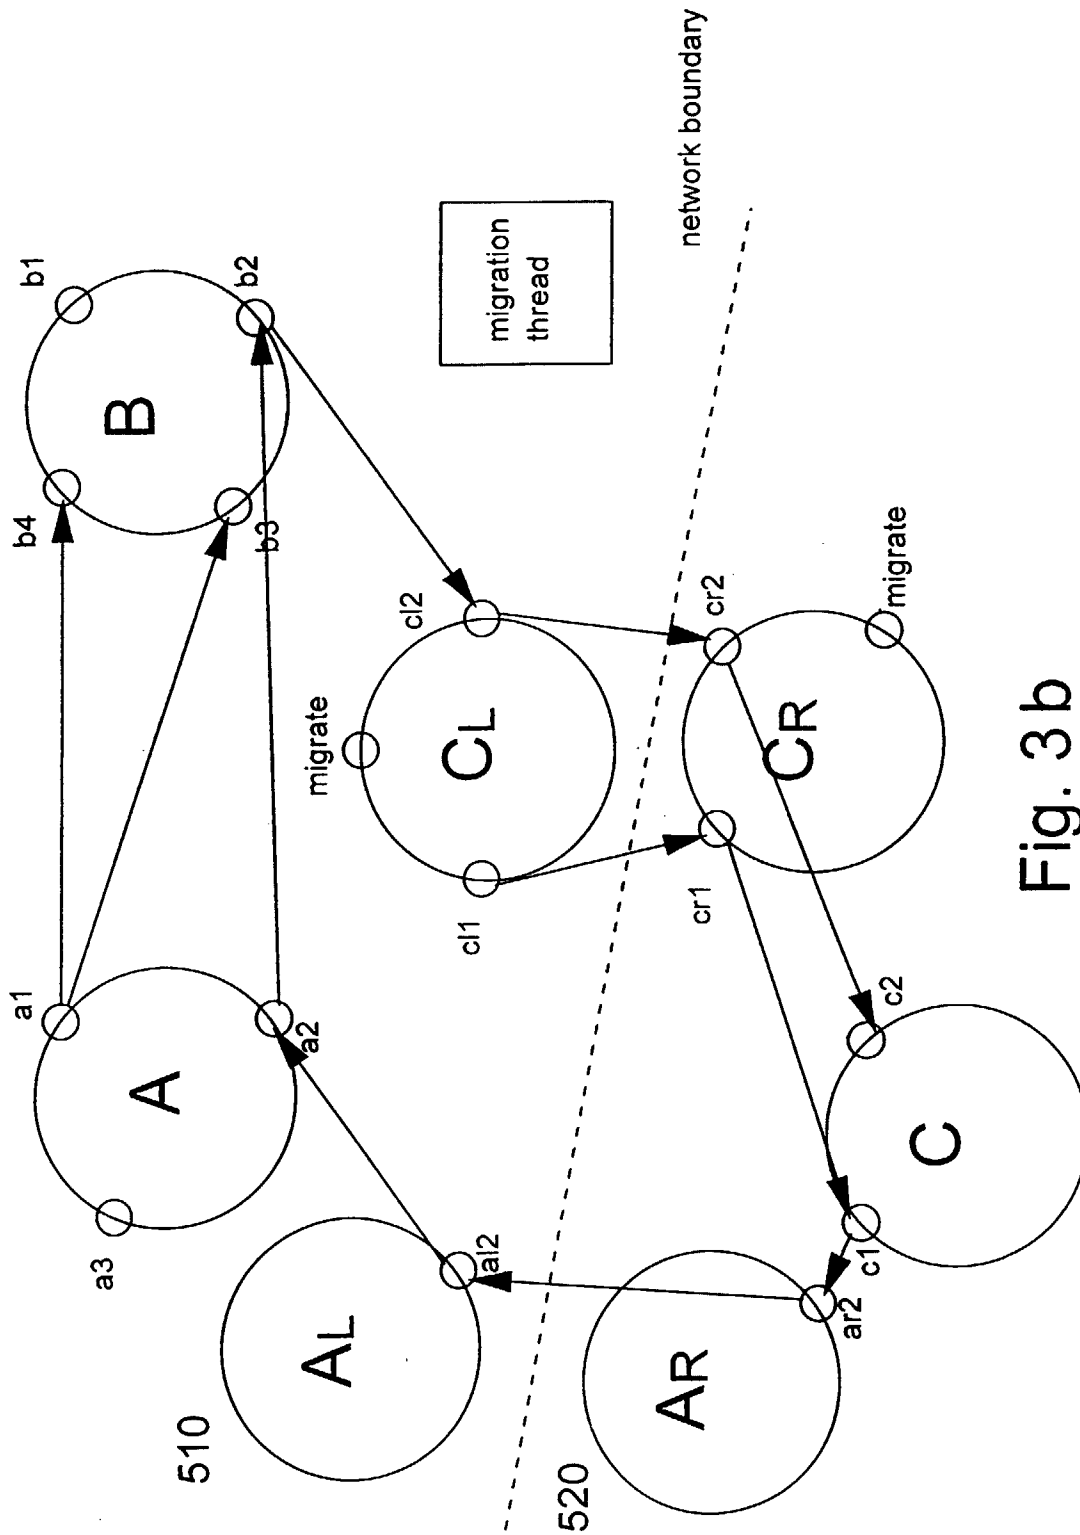 a1
b4
b1
a3
A
B
510
b2
b3
a2
migrate
AL
cl2
cl1
CL
al2
migration
thread
520
AR
network boundary
cr1
cr2
CR
ar2
c1
c2
migrate
C
Fig. 3b